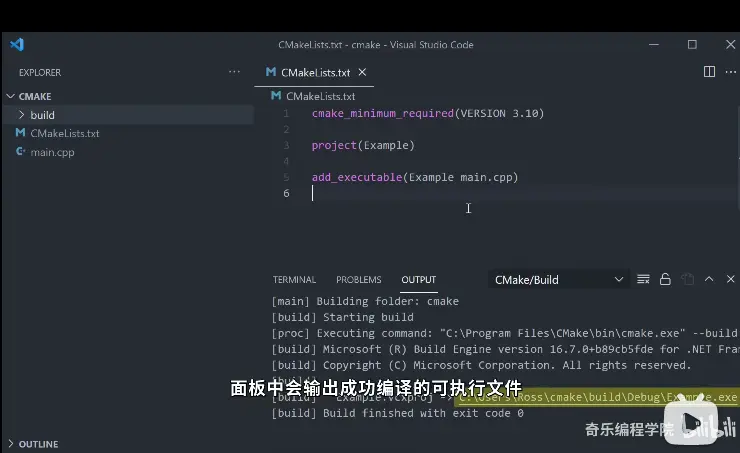 CMakeLists.txt - cmake - Visual Studio Code
EXPLORER
CMakeLists.txt
CMAKE
CMakeLists.txt
build
CMakeLists.txt
main.cpp
1 cmake_minimum_required(VERSION 3.10)
2
3 project(Example)
4
5 add_executable(Example main.cpp)
6
TERMINAL PROBLEMS OUTPUT CMake/Build
[main] Building folder: cmake
[build] Starting build
[proc] Executing command: "C:\Program Files\CMake\bin\cmake.exe" --build
[build] Microsoft (R) Build Engine version 16.7.0+b89cb5fde for .NET Fram
[build] Copyright (C) Microsoft Corporation. All rights reserved.
面板中会输出成功编译的可执行文件
[build] Example.vcxproj -> C:\Users\Ross\cmake\build\Debug\Example.exe
[build] Build finished with exit code 0
奇乐编程学院
bilibili
OUTLINE